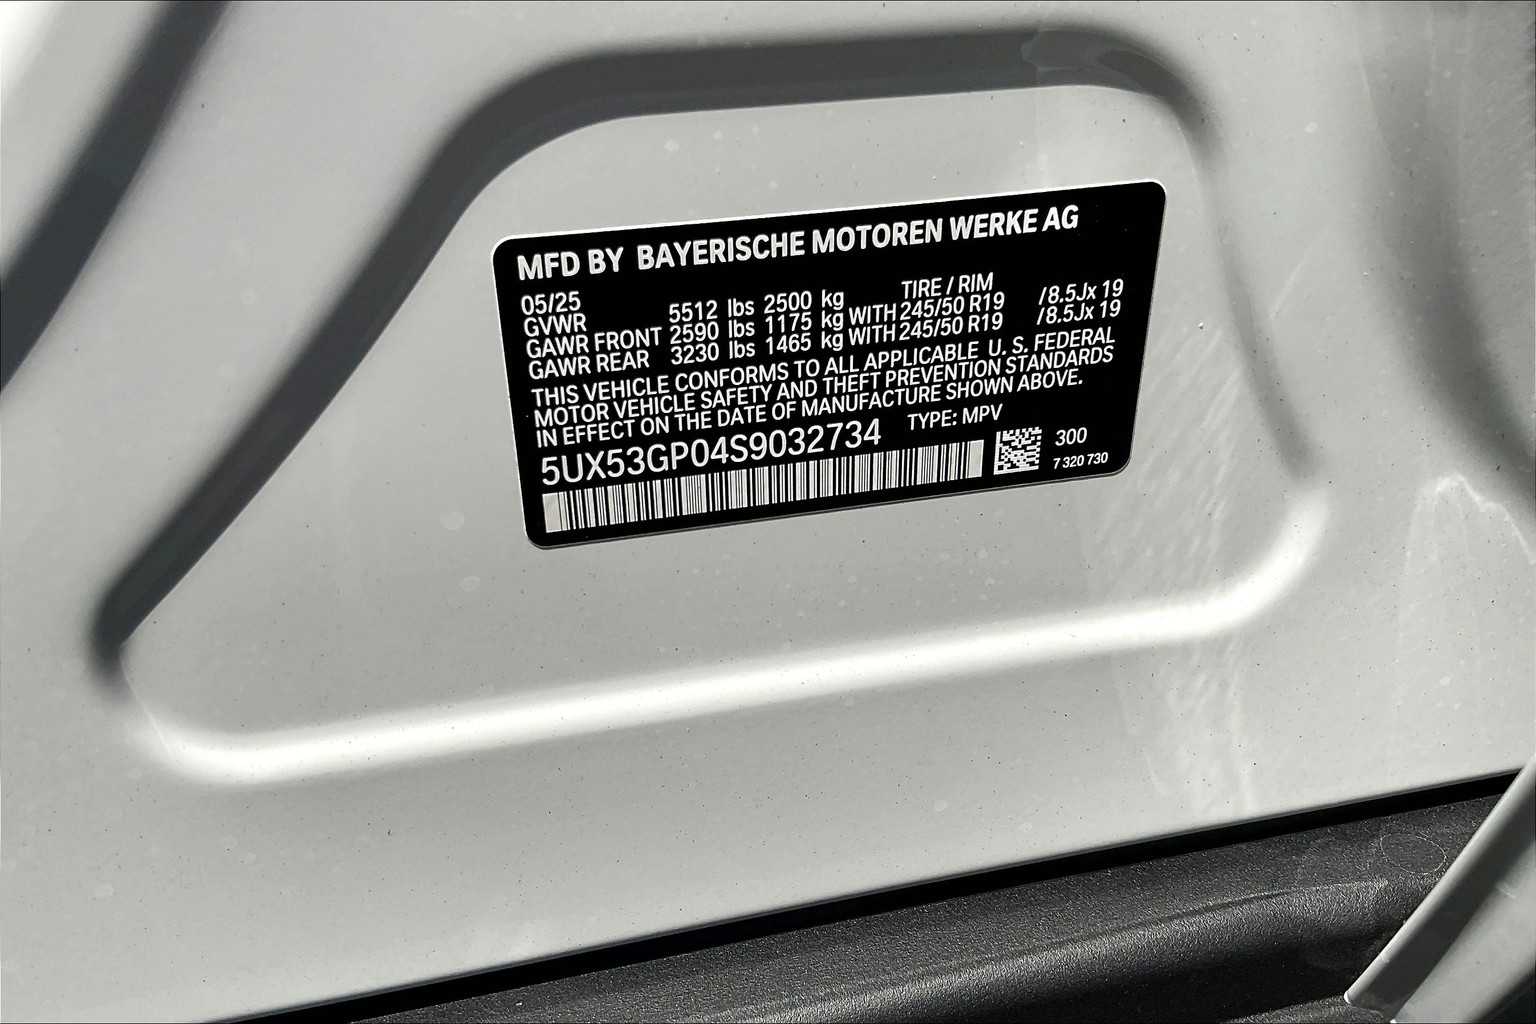 MFD BY BAYERISCHE MOTOREN WERKE AG
05/25 TIRE / RIM
GVWR 5512 lbs 2500 kg
GAWR FRONT 2590 lbs 1175 kg WITH 245/50 R19 /8.5Jx 19
GAWR REAR 3230 lbs 1465 kg WITH 245/50 R19 /8.5Jx 19
THIS VEHICLE CONFORMS TO ALL APPLICABLE U. S. FEDERAL
MOTOR VEHICLE SAFETY AND THEFT PREVENTION STANDARDS
IN EFFECT ON THE DATE OF MANUFACTURE SHOWN ABOVE.
5UX53GP04S9032734 TYPE: MPV
300
7 320 730